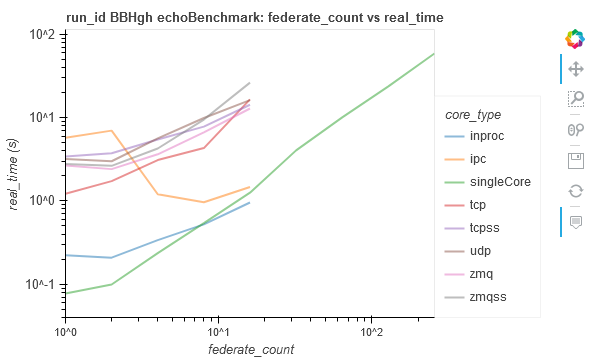 run_id BBHgh echoBenchmark: federate_count vs real_time
10^2
10^1
10^0
10^-1
real_time (s)
10^0
10^1
10^2
federate_count
core_type
inproc
ipc
singleCore
tcp
tcpss
udp
zmq
zmqss